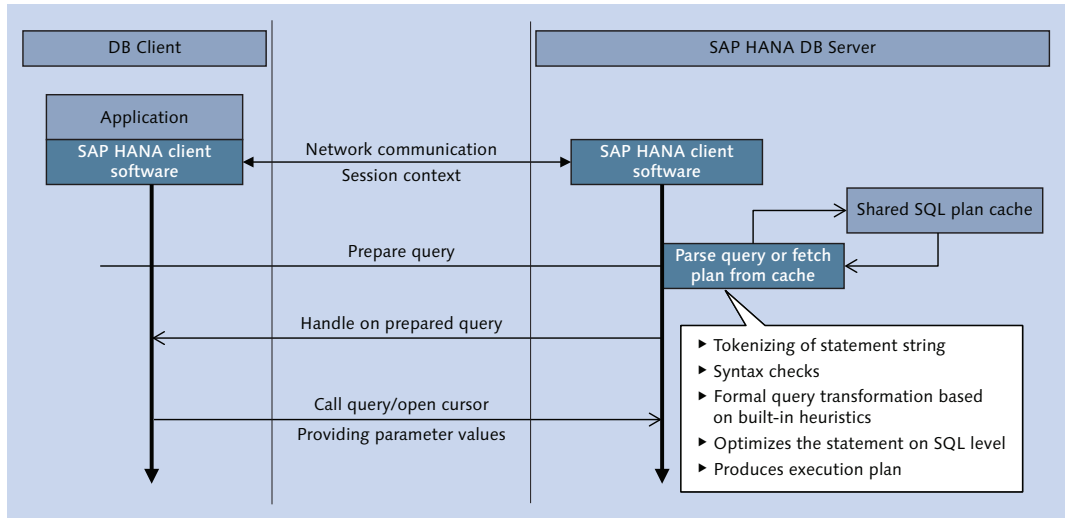 DB Client
SAP HANA DB Server
Application
SAP HANA client
software
Network communication
Session context
SAP HANA client
software
Shared SQL plan cache
Prepare query
Parse query or fetch
plan from cache
Handle on prepared query
▸ Tokenizing of statement string
▸ Syntax checks
▸ Formal query transformation based
on built-in heuristics
▸ Optimizes the statement on SQL level
▸ Produces execution plan
Call query/open cursor
Providing parameter values